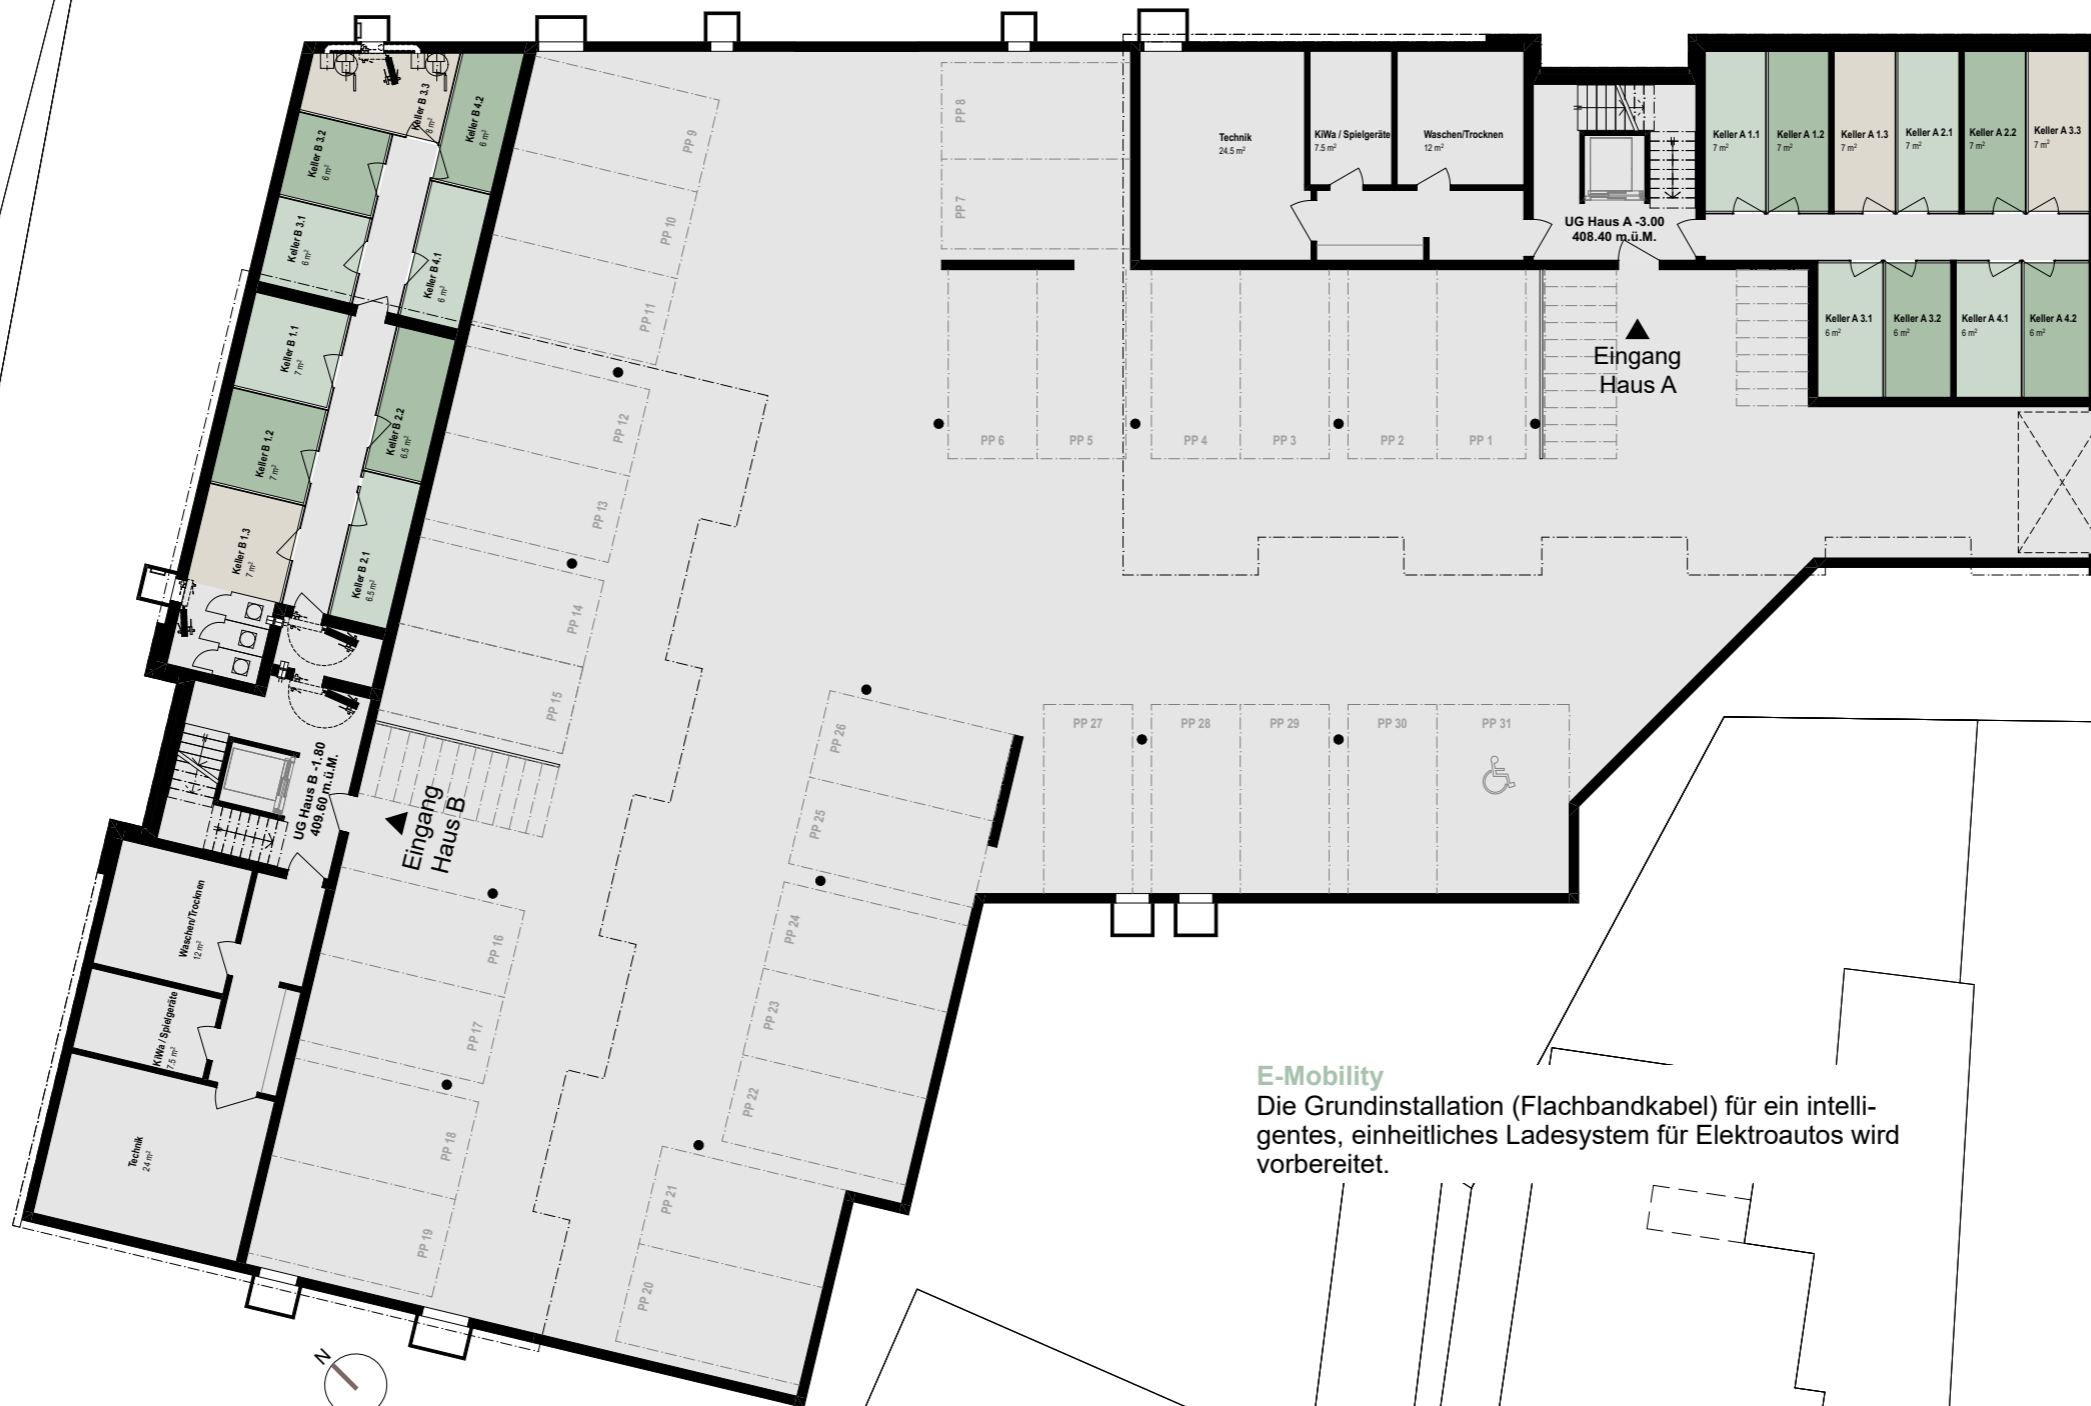 Keller B 3.3
8 m²
Keller B 4.2
6 m²
Keller B 3.2
6 m²
Keller B 3.1
6 m²
Keller B 4.1
6 m²
Keller B 1.1
7 m²
Keller B 1.2
7 m²
Keller B 2.2
6.5 m²
Keller B 1.3
7 m²
Keller B 2.1
6.5 m²
UG Haus B -1.80
409.60 m.ü.M.
Eingang
Haus B
Waschen/Trocknen
12 m²
KiWa / Spielgeräte
7.5 m²
Technik
24 m²
PP 9
PP 10
PP 11
PP 12
PP 13
PP 14
PP 15
PP 16
PP 17
PP 18
PP 19
PP 26
PP 25
PP 24
PP 23
PP 22
PP 21
PP 20
PP 8
PP 7
Technik
24.5 m²
KiWa / Spielgeräte
7.5 m²
Waschen/Trocknen
12 m²
UG Haus A -3.00
408.40 m.ü.M.
Keller A 1.1
7 m²
Keller A 1.2
7 m²
Keller A 1.3
7 m²
Keller A 2.1
7 m²
Keller A 2.2
7 m²
Keller A 3.3
7 m²
Keller A 3.1
6 m²
Keller A 3.2
6 m²
Keller A 4.1
6 m²
Keller A 4.2
6 m²
Eingang
Haus A
PP 6
PP 5
PP 4
PP 3
PP 2
PP 1
PP 27
PP 28
PP 29
PP 30
PP 31
E-Mobility
Die Grundinstallation (Flachbandkabel) für ein intelli-
gentes, einheitliches Ladesystem für Elektroautos wird
vorbereitet.
N